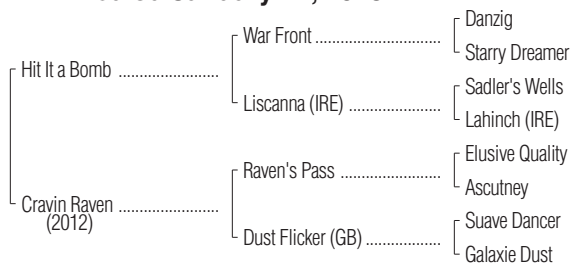 Danzig
War Front ....................
Starry Dreamer
Hit It a Bomb ........................
Sadler's Wells
Liscanna (IRE) ......................
Lahinch (IRE)
Elusive Quality
Raven's Pass ........................
Ascutney
Cravin Raven ........................
(2012)
Suave Dancer
Dust Flicker (GB) ..................
Galaxie Dust